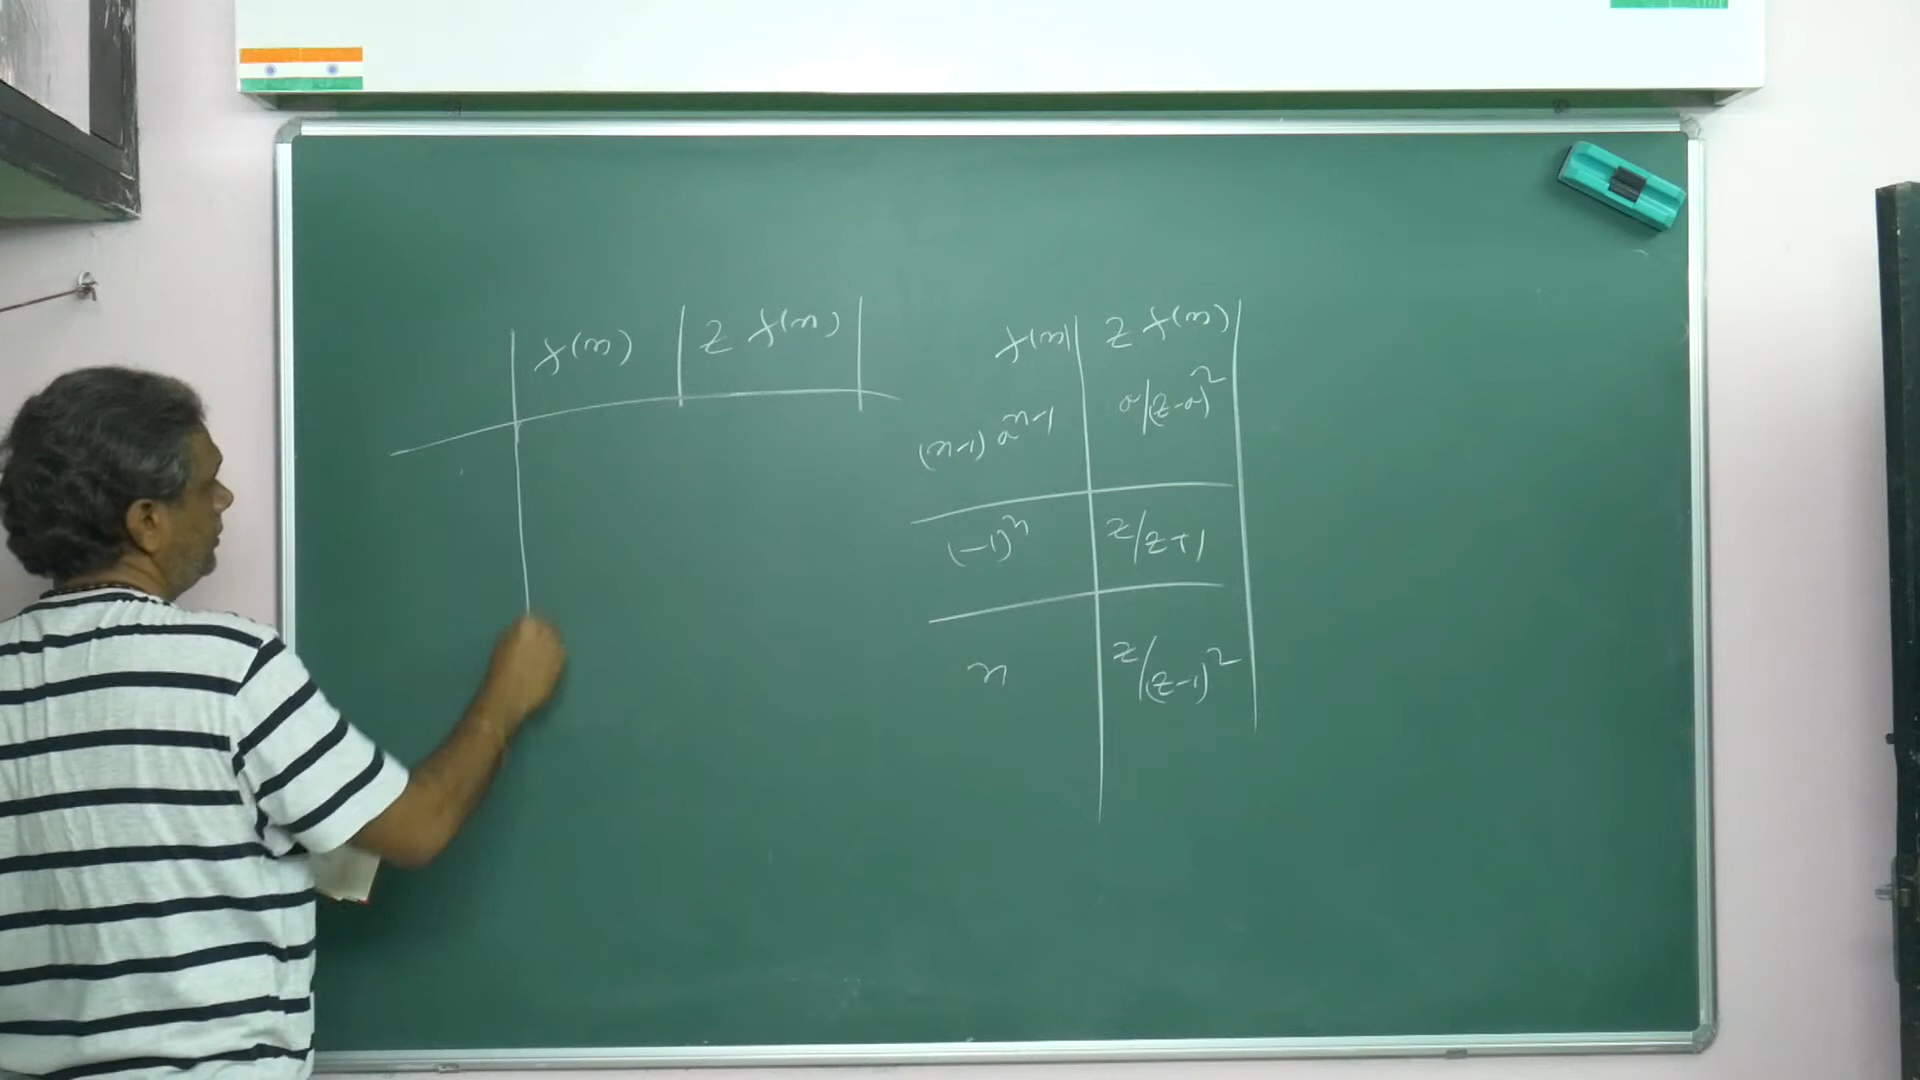 f(n) Z f(n)
f(n) Z f(n)
(n-1) a^{n-1} a/(z-a)^2
(-1)^n z/z+1
n z/(z-1)^2